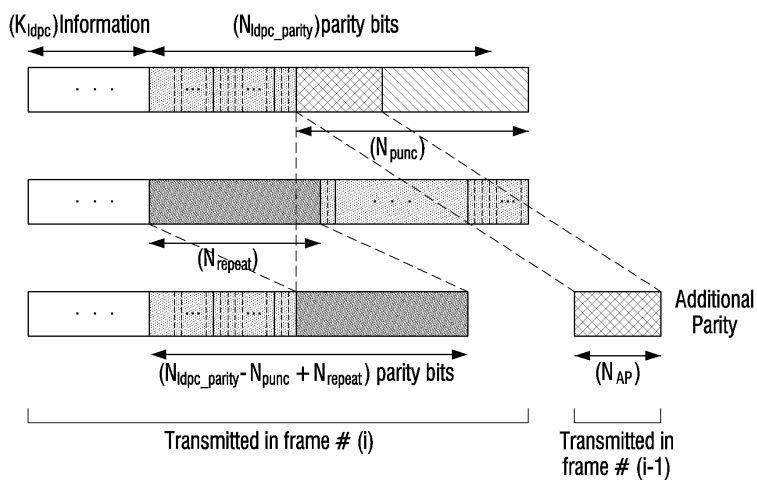 (Kldpc)Information
(Nldpc_parity)parity bits
. . .
...
...
(Npunc)
. . .
. . .
...
(Nrepeat)
. . .
...
...
Additional
Parity
(Nldpc_parity- Npunc + Nrepeat) parity bits
(NAP)
Transmitted in frame # (i)
Transmitted in
frame # (i-1)